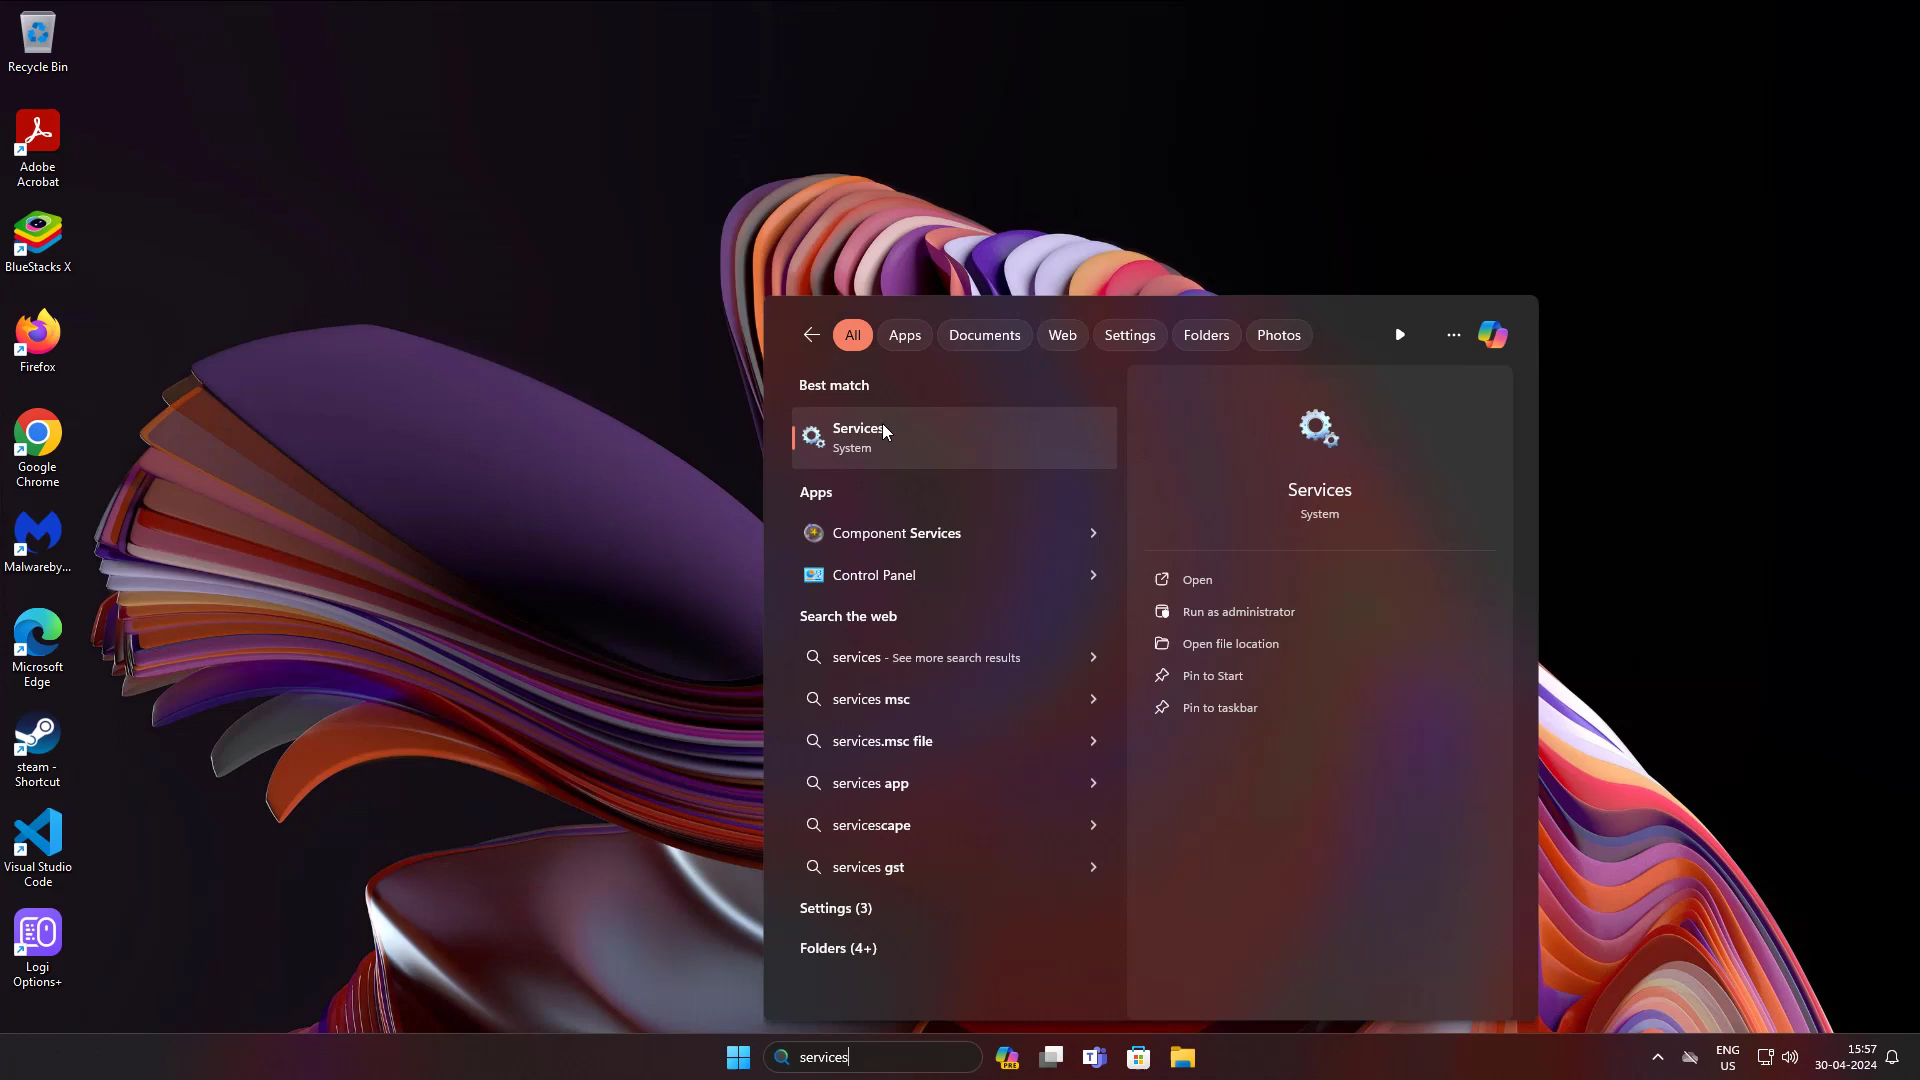 Recycle Bin
Adobe
Acrobat
BlueStacks X
Firefox
Google
Chrome
Malwareby...
Microsoft
Edge
steam -
Shortcut
Visual Studio
Code
Logi
Options+
All
Apps
Documents
Web
Settings
Folders
Photos
Best match
Services
System
Apps
Component Services
Control Panel
Search the web
services - See more search results
services msc
services.msc file
services app
servicescape
services gst
Settings (3)
Folders (4+)
Services
System
Open
Run as administrator
Open file location
Pin to Start
Pin to taskbar
services
PRE
ENG
US
15:57
30-04-2024